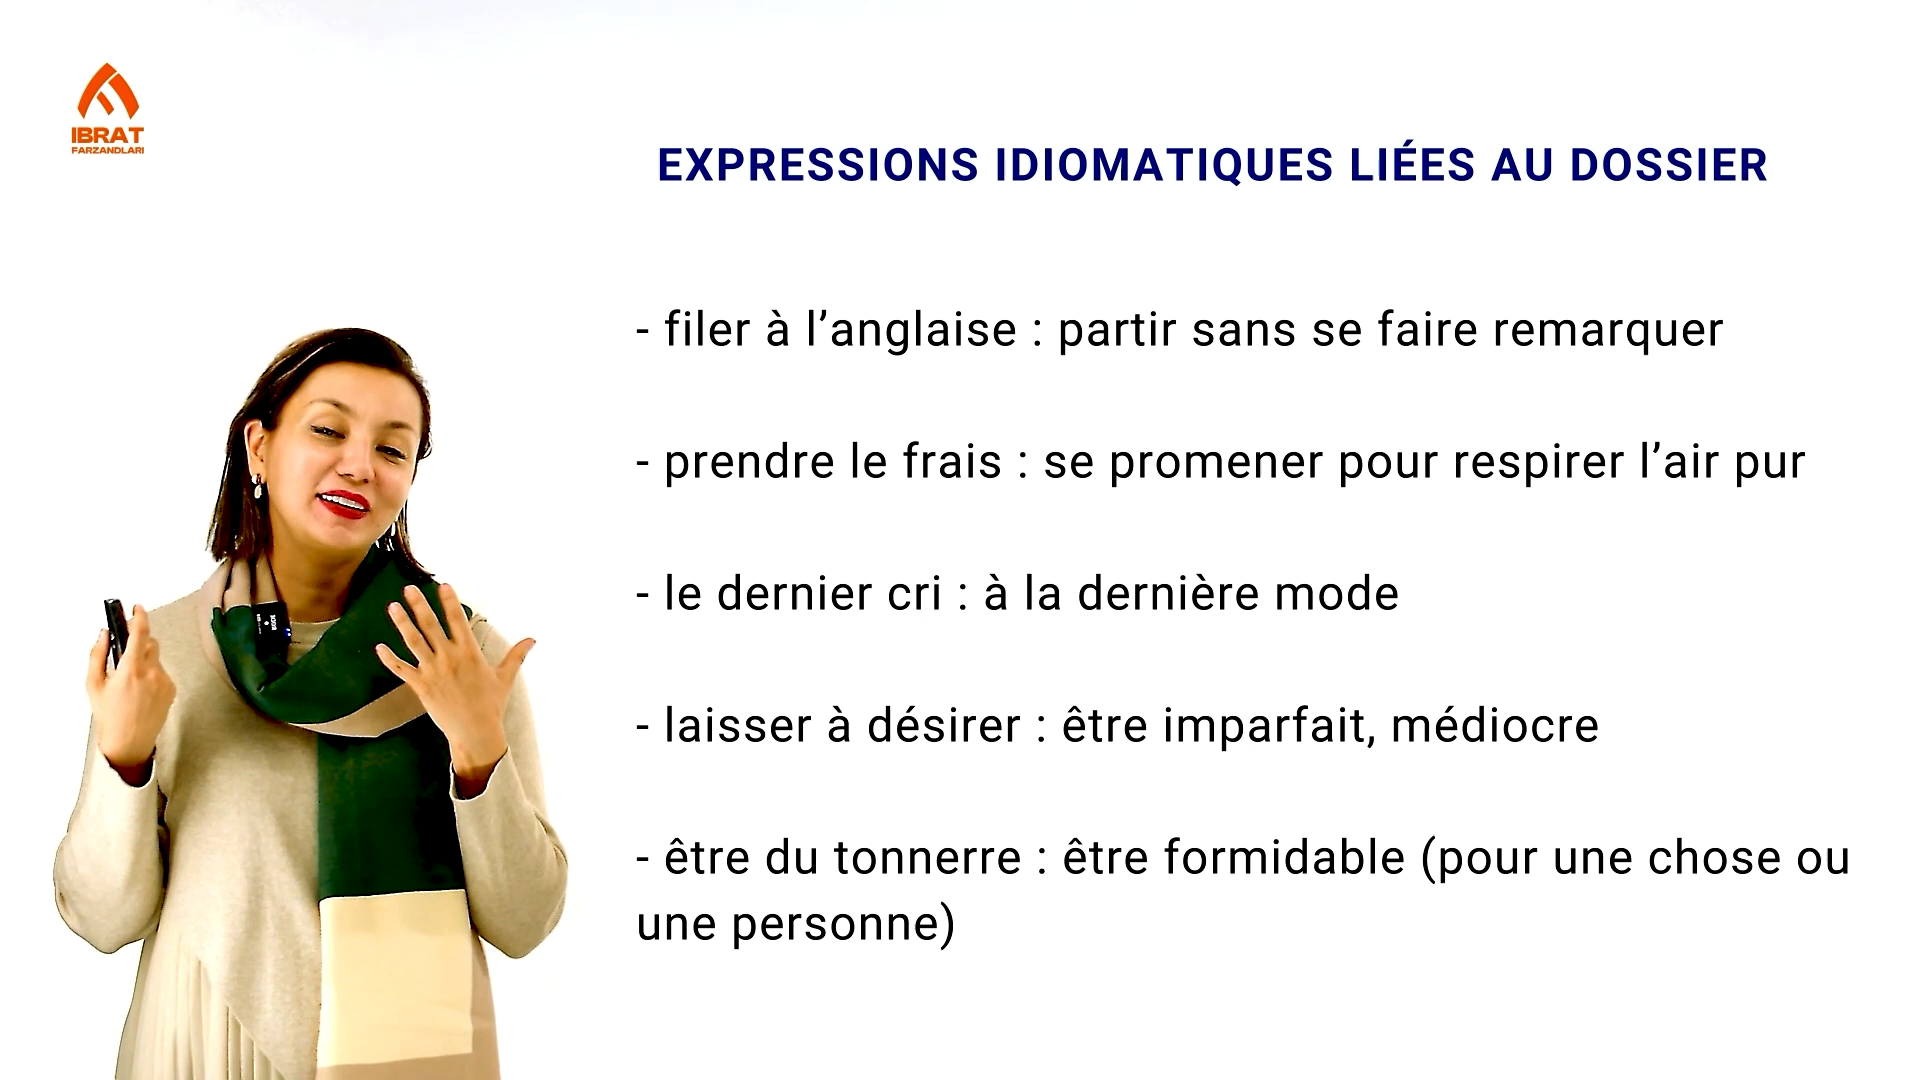 IBRAT
FARZANDLARI
EXPRESSIONS IDIOMATIQUES LIÉES AU DOSSIER
- filer à l’anglaise : partir sans se faire remarquer
- prendre le frais : se promener pour respirer l’air pur
- le dernier cri : à la dernière mode
- laisser à désirer : être imparfait, médiocre
- être du tonnerre : être formidable (pour une chose ou
une personne)